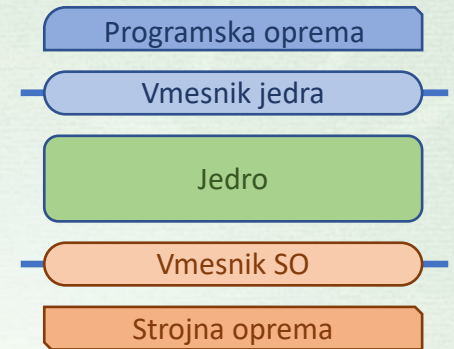 Programska oprema
Vmesnik jedra
Jedro
Vmesnik SO
Strojna oprema